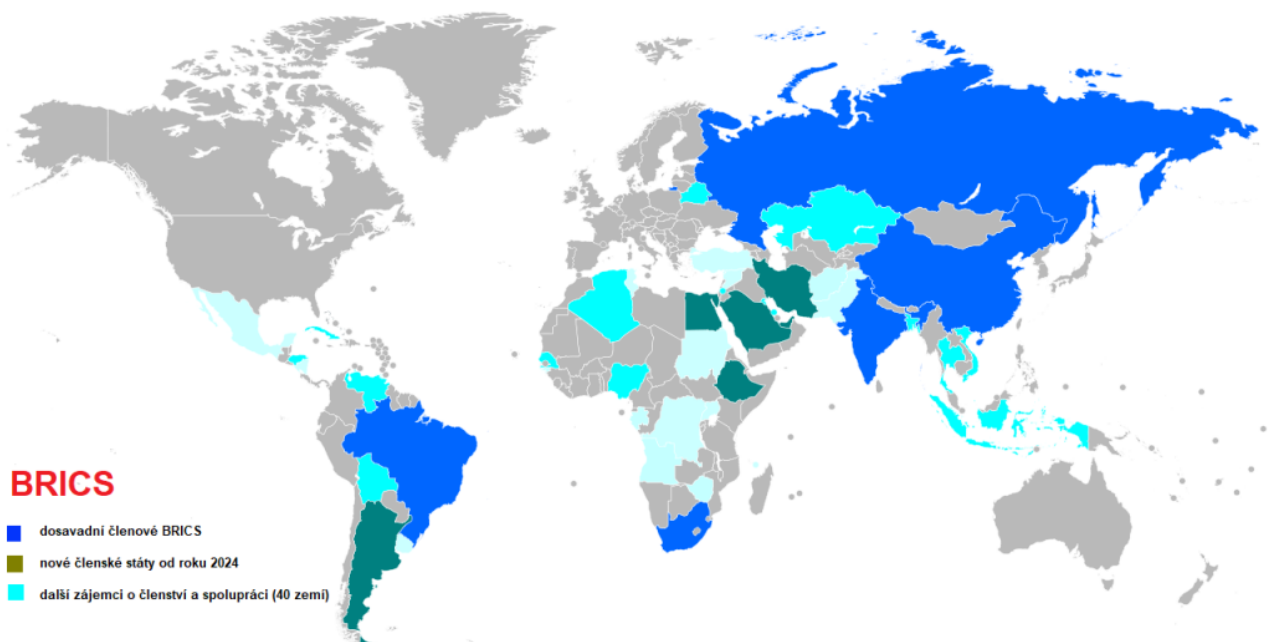 BRICS
dosavadní členové BRICS
nové členské státy od roku 2024
další zájemci o členství a spolupráci (40 zemí)